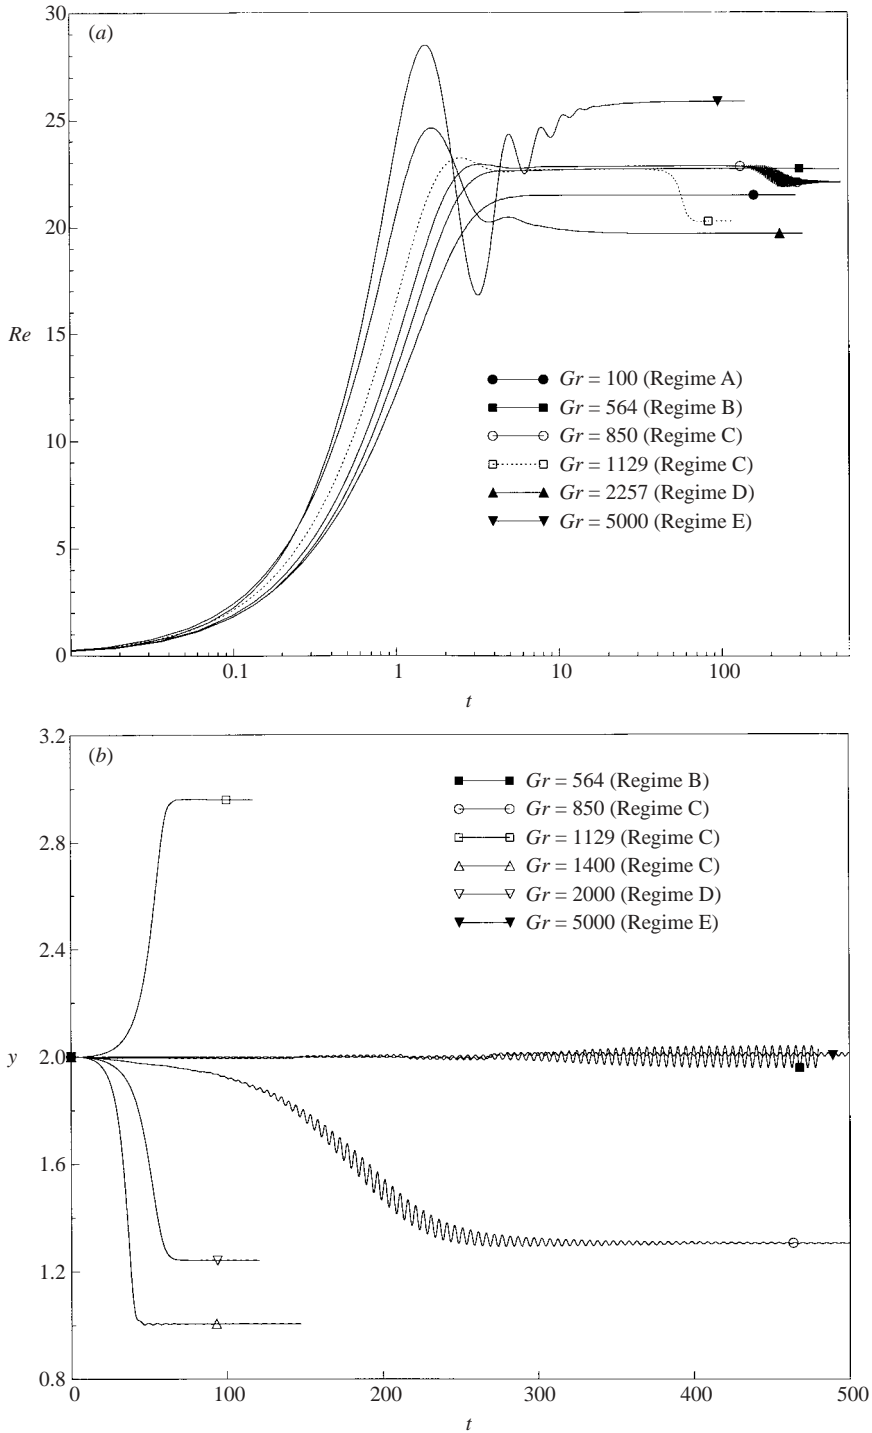 (a)
30
25
20
Re
15
10
5
0
Gr = 100 (Regime A)
Gr = 564 (Regime B)
Gr = 850 (Regime C)
Gr = 1129 (Regime C)
Gr = 2257 (Regime D)
Gr = 5000 (Regime E)
0.1
1
10
100
t
(b)
3.2
2.8
2.4
y
2.0
1.6
1.2
0.8
Gr = 564 (Regime B)
Gr = 850 (Regime C)
Gr = 1129 (Regime C)
Gr = 1400 (Regime C)
Gr = 2000 (Regime D)
Gr = 5000 (Regime E)
0
100
200
300
400
500
t